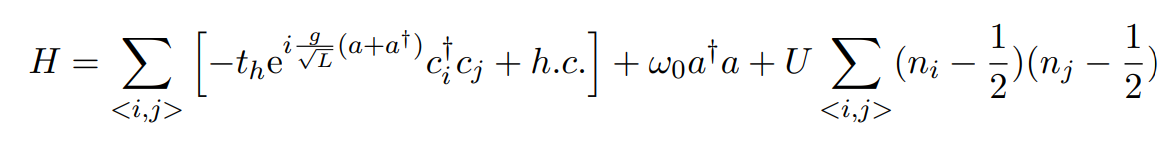 H = \sum_{<i,j>} \left[ -t_h \mathrm{e}^{i \frac{g}{\sqrt{L}} (a + a^\dagger)} c_i^\dagger c_j + h.c. \right] + \omega_0 a^\dagger a + U \sum_{<i,j>} (n_i - \frac{1}{2})(n_j - \frac{1}{2})